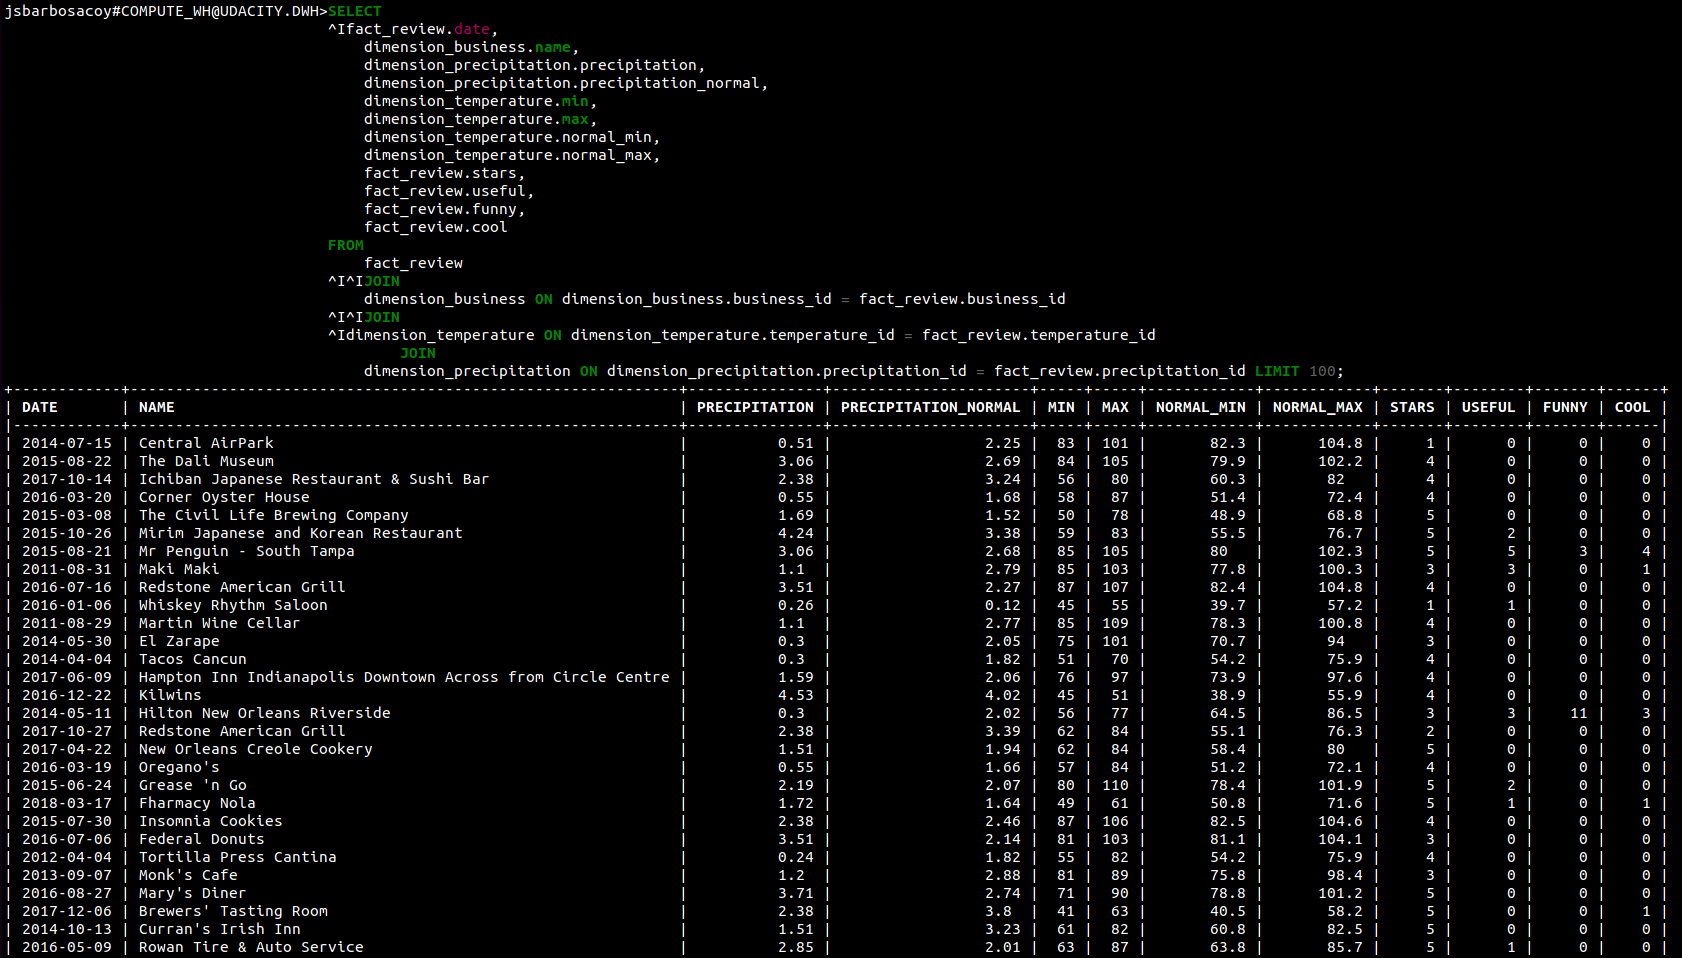 jsbarbosacoy#COMPUTE_WH@UDACITY.DWH>SELECT
^Ifact_review.date,
dimension_business.name,
dimension_precipitation.precipitation,
dimension_precipitation.precipitation_normal,
dimension_temperature.min,
dimension_temperature.max,
dimension_temperature.normal_min,
dimension_temperature.normal_max,
fact_review.stars,
fact_review.useful,
fact_review.funny,
fact_review.cool
FROM
fact_review
^I^IJOIN
dimension_business ON dimension_business.business_id = fact_review.business_id
^I^IJOIN
^Idimension_temperature ON dimension_temperature.temperature_id = fact_review.temperature_id
JOIN
dimension_precipitation ON dimension_precipitation.precipitation_id = fact_review.precipitation_id LIMIT 100;
+------------+-------------------------------------------------------------+---------------+----------------------+-----+-----+------------+------------+-------+--------+-------+------+
| DATE | NAME | PRECIPITATION | PRECIPITATION_NORMAL | MIN | MAX | NORMAL_MIN | NORMAL_MAX | STARS | USEFUL | FUNNY | COOL |
|------------+-------------------------------------------------------------+---------------+----------------------+-----+-----+------------+------------+-------+--------+-------+------|
| 2014-07-15 | Central AirPark | 0.51 | 2.25 | 83 | 101 | 82.3 | 104.8 | 1 | 0 | 0 | 0 |
| 2015-08-22 | The Dali Museum | 3.06 | 2.69 | 84 | 105 | 79.9 | 102.2 | 4 | 0 | 0 | 0 |
| 2017-10-14 | Ichiban Japanese Restaurant & Sushi Bar | 2.38 | 3.24 | 56 | 80 | 60.3 | 82 | 4 | 0 | 0 | 0 |
| 2016-03-20 | Corner Oyster House | 0.55 | 1.68 | 58 | 87 | 51.4 | 72.4 | 4 | 0 | 0 | 0 |
| 2015-03-08 | The Civil Life Brewing Company | 1.69 | 1.52 | 50 | 78 | 48.9 | 68.8 | 5 | 0 | 0 | 0 |
| 2015-10-26 | Mirim Japanese and Korean Restaurant | 4.24 | 3.38 | 59 | 83 | 55.5 | 76.7 | 5 | 2 | 0 | 0 |
| 2015-08-21 | Mr Penguin - South Tampa | 3.06 | 2.68 | 85 | 105 | 80 | 102.3 | 5 | 5 | 3 | 4 |
| 2011-08-31 | Maki Maki | 1.1 | 2.79 | 85 | 103 | 77.8 | 100.3 | 3 | 3 | 0 | 1 |
| 2016-07-16 | Redstone American Grill | 3.51 | 2.27 | 87 | 107 | 82.4 | 104.8 | 4 | 0 | 0 | 0 |
| 2016-01-06 | Whiskey Rhythm Saloon | 0.26 | 0.12 | 45 | 55 | 39.7 | 57.2 | 1 | 1 | 0 | 0 |
| 2011-08-29 | Martin Wine Cellar | 1.1 | 2.77 | 85 | 109 | 78.3 | 100.8 | 4 | 0 | 0 | 0 |
| 2014-05-30 | El Zarape | 0.3 | 2.05 | 75 | 101 | 70.7 | 94 | 3 | 0 | 0 | 0 |
| 2014-04-04 | Tacos Cancun | 0.3 | 1.82 | 51 | 70 | 54.2 | 75.9 | 4 | 0 | 0 | 0 |
| 2017-06-09 | Hampton Inn Indianapolis Downtown Across from Circle Centre | 1.59 | 2.06 | 76 | 97 | 73.9 | 97.6 | 4 | 0 | 0 | 0 |
| 2016-12-22 | Kilwins | 4.53 | 4.02 | 45 | 51 | 38.9 | 55.9 | 4 | 0 | 0 | 0 |
| 2014-05-11 | Hilton New Orleans Riverside | 0.3 | 2.02 | 56 | 77 | 64.5 | 86.5 | 3 | 3 | 11 | 3 |
| 2017-10-27 | Redstone American Grill | 2.38 | 3.39 | 62 | 84 | 55.1 | 76.3 | 2 | 0 | 0 | 0 |
| 2017-04-22 | New Orleans Creole Cookery | 1.51 | 1.94 | 62 | 84 | 58.4 | 80 | 5 | 0 | 0 | 0 |
| 2016-03-19 | Oregano's | 0.55 | 1.66 | 57 | 84 | 51.2 | 72.1 | 4 | 0 | 0 | 0 |
| 2015-06-24 | Grease 'n Go | 2.19 | 2.07 | 80 | 110 | 78.4 | 101.9 | 5 | 2 | 0 | 0 |
| 2018-03-17 | Fharmacy Nola | 1.72 | 1.64 | 49 | 61 | 50.8 | 71.6 | 5 | 1 | 0 | 1 |
| 2015-07-30 | Insomnia Cookies | 2.38 | 2.46 | 87 | 106 | 82.5 | 104.6 | 4 | 0 | 0 | 0 |
| 2016-07-06 | Federal Donuts | 3.51 | 2.14 | 81 | 103 | 81.1 | 104.1 | 3 | 0 | 0 | 0 |
| 2012-04-04 | Tortilla Press Cantina | 0.24 | 1.82 | 55 | 82 | 54.2 | 75.9 | 4 | 0 | 0 | 0 |
| 2013-09-07 | Monk's Cafe | 1.2 | 2.88 | 81 | 89 | 75.8 | 98.4 | 3 | 0 | 0 | 0 |
| 2016-08-27 | Mary's Diner | 3.71 | 2.74 | 71 | 90 | 78.8 | 101.2 | 5 | 0 | 0 | 0 |
| 2017-12-06 | Brewers' Tasting Room | 2.38 | 3.8 | 41 | 63 | 40.5 | 58.2 | 5 | 0 | 0 | 1 |
| 2014-10-13 | Curran's Irish Inn | 1.51 | 3.23 | 61 | 82 | 60.8 | 82.5 | 5 | 0 | 0 | 0 |
| 2016-05-09 | Rowan Tire & Auto Service | 2.85 | 2.01 | 63 | 87 | 63.8 | 85.7 | 5 | 1 | 0 | 0 |